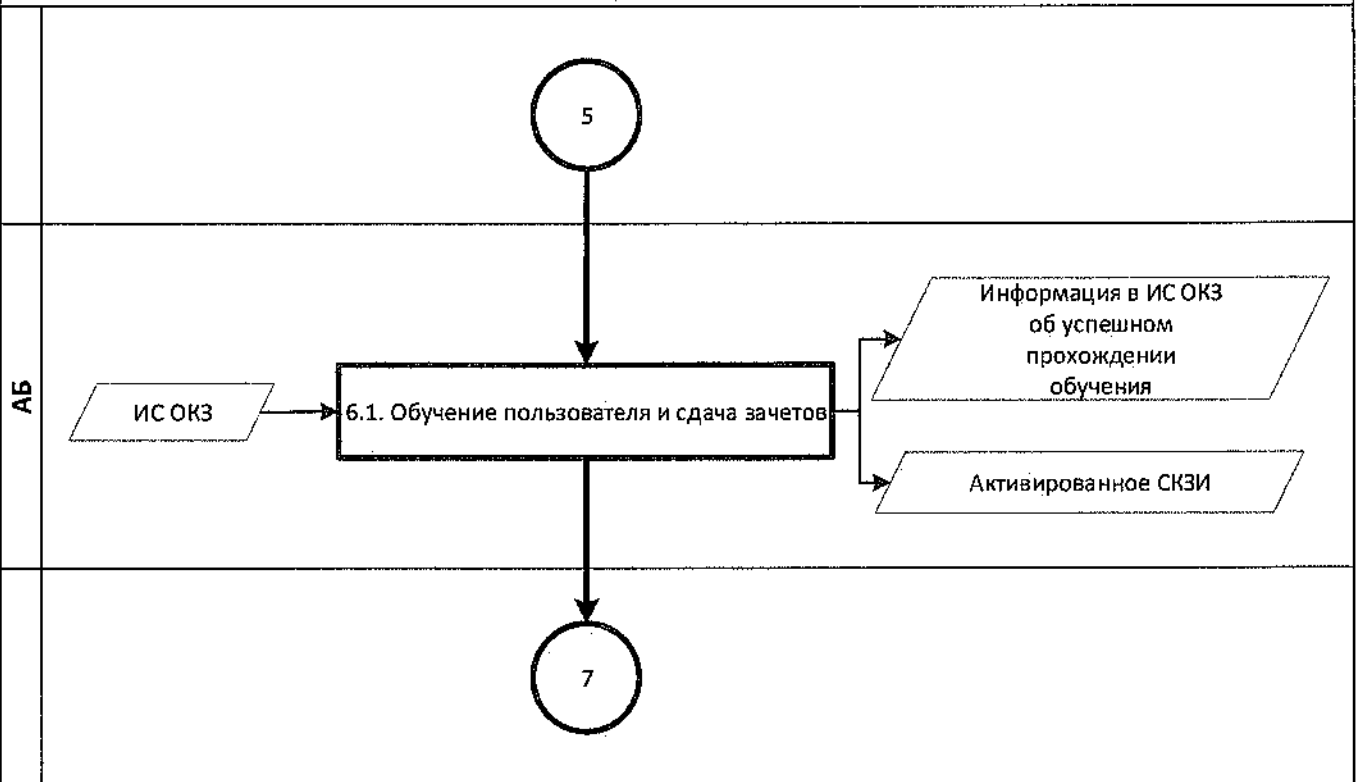 5
Информация в ИС ОКЗ
об успешном
прохождении
обучения
АБ
ИС ОКЗ
6.1. Обучение пользователя и сдача зачетов
Активированное СКЗИ
7